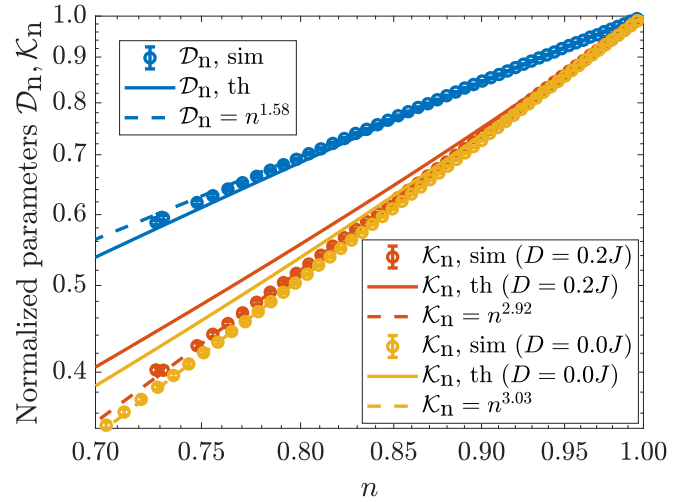 Normalized parameters 𝒟ₙ, 𝒦ₙ
1.0
0.9
0.8
0.7
0.6
0.5
0.4
𝒟ₙ, sim
𝒟ₙ, th
𝒟ₙ = n^{1.58}
𝒦ₙ, sim (D = 0.2J)
𝒦ₙ, th (D = 0.2J)
𝒦ₙ = n^{2.92}
𝒦ₙ, sim (D = 0.0J)
𝒦ₙ, th (D = 0.0J)
𝒦ₙ = n^{3.03}
0.70 0.75 0.80 0.85 0.90 0.95 1.00
n